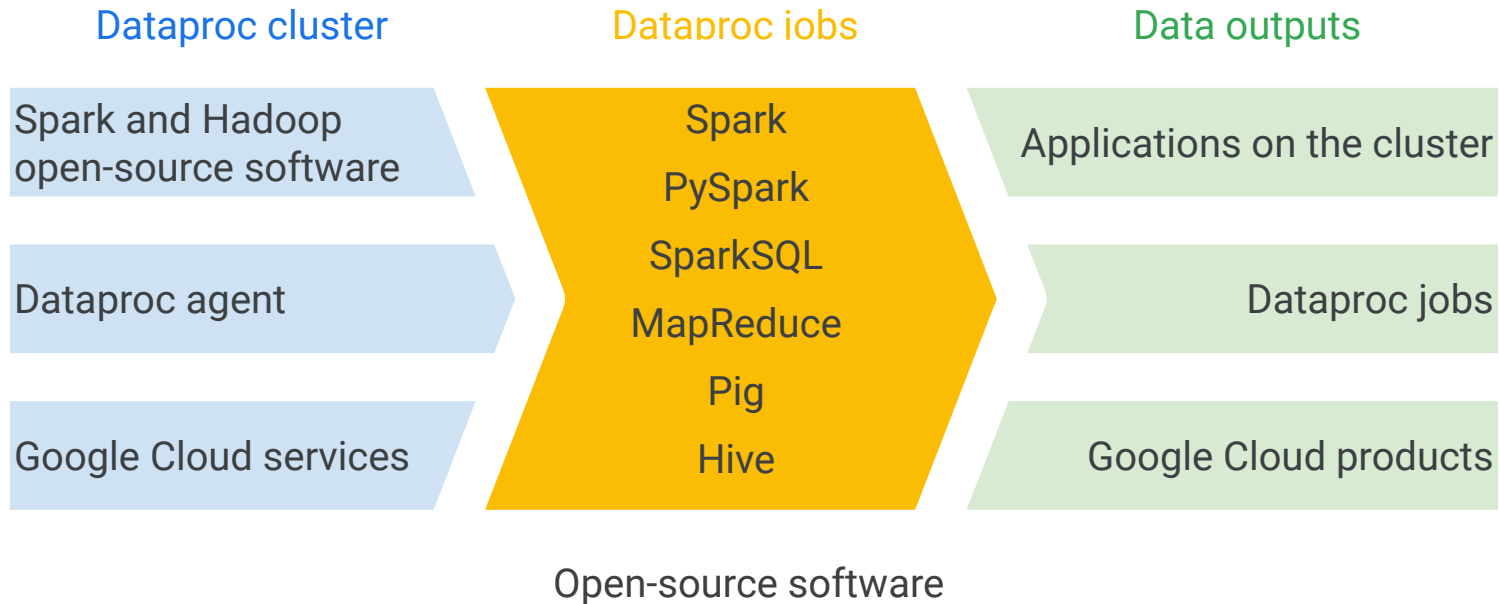 Dataproc cluster
Dataproc jobs
Data outputs
Spark and Hadoop
open-source software
Dataproc agent
Google Cloud services
Spark
PySpark
SparkSQL
MapReduce
Pig
Hive
Applications on the cluster
Dataproc jobs
Google Cloud products
Open-source software